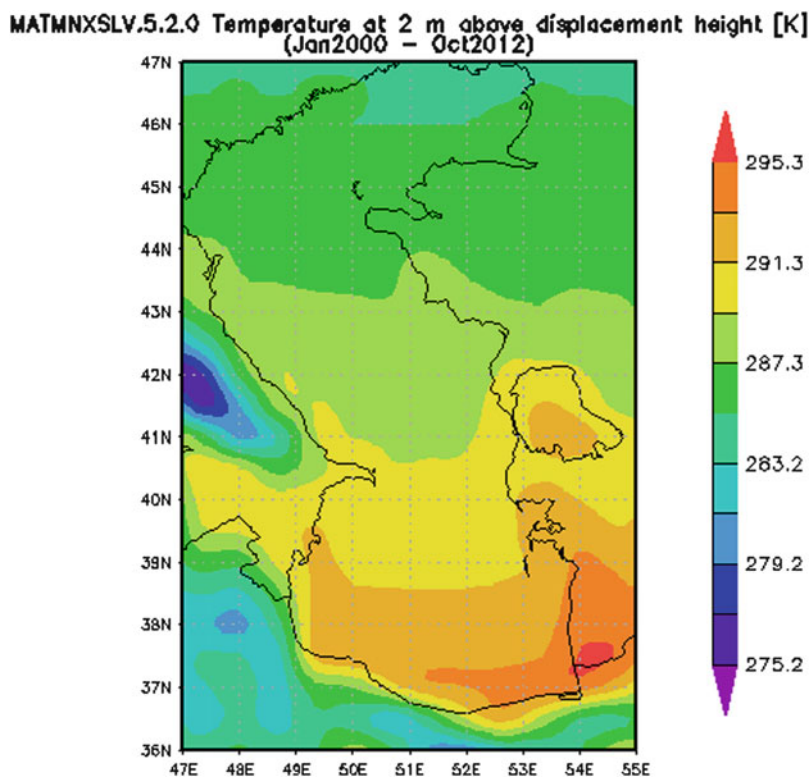 MATMNXSLV.5.2.0 Temperature at 2 m above displacement height [K]
(Jan2000 – Oct2012)
47N
46N
45N
44N
43N
42N
41N
40N
39N
38N
37N
36N
47E 48E 49E 50E 51E 52E 53E 54E 55E
295.3
291.3
287.3
283.2
279.2
275.2